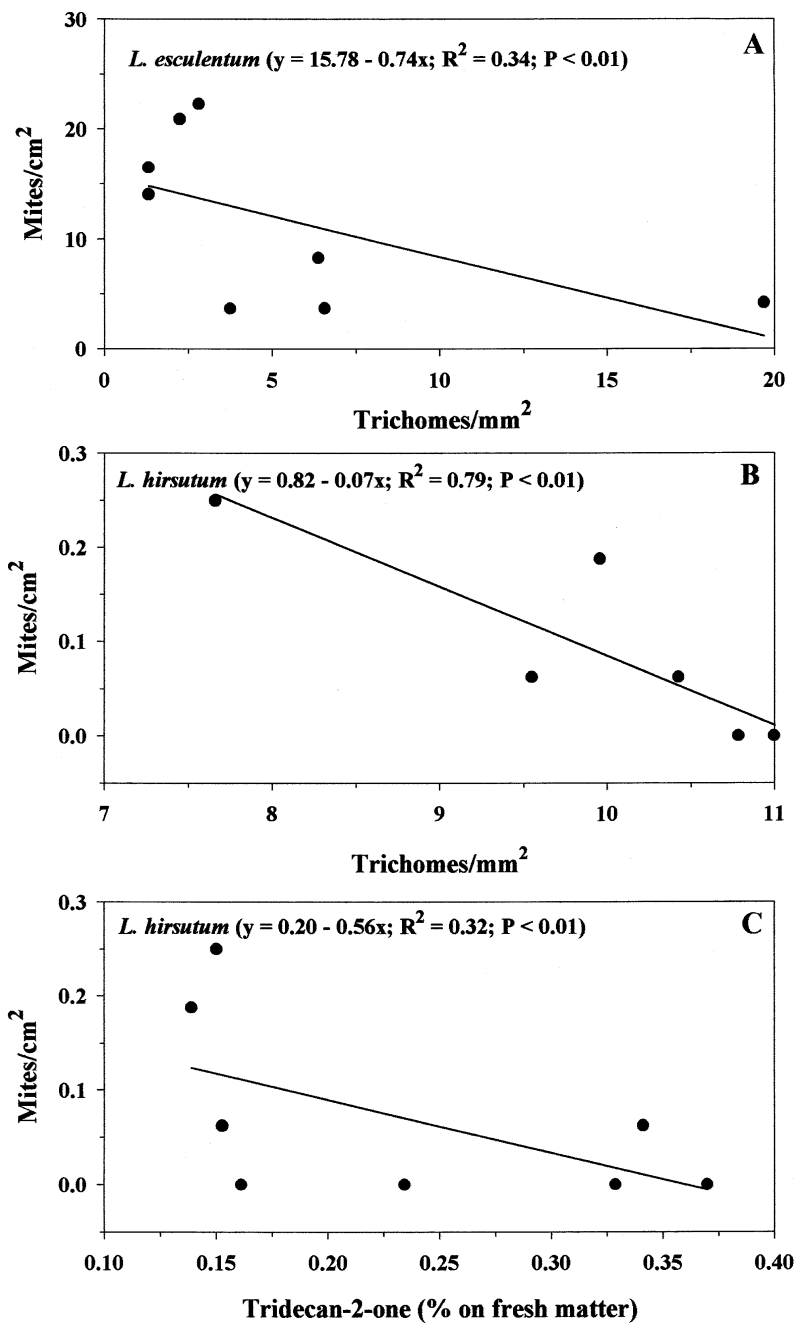 30
L. esculentum (y = 15.78 - 0.74x; R² = 0.34; P < 0.01)
A
20
Mites/cm²
10
0
0 5 10 15 20
Trichomes/mm²
0.3
L. hirsutum (y = 0.82 - 0.07x; R² = 0.79; P < 0.01)
B
0.2
Mites/cm²
0.1
0.0
7 8 9 10 11
Trichomes/mm²
0.3
L. hirsutum (y = 0.20 - 0.56x; R² = 0.32; P < 0.01)
C
0.2
Mites/cm²
0.1
0.0
0.10 0.15 0.20 0.25 0.30 0.35 0.40
Tridecan-2-one (% on fresh matter)